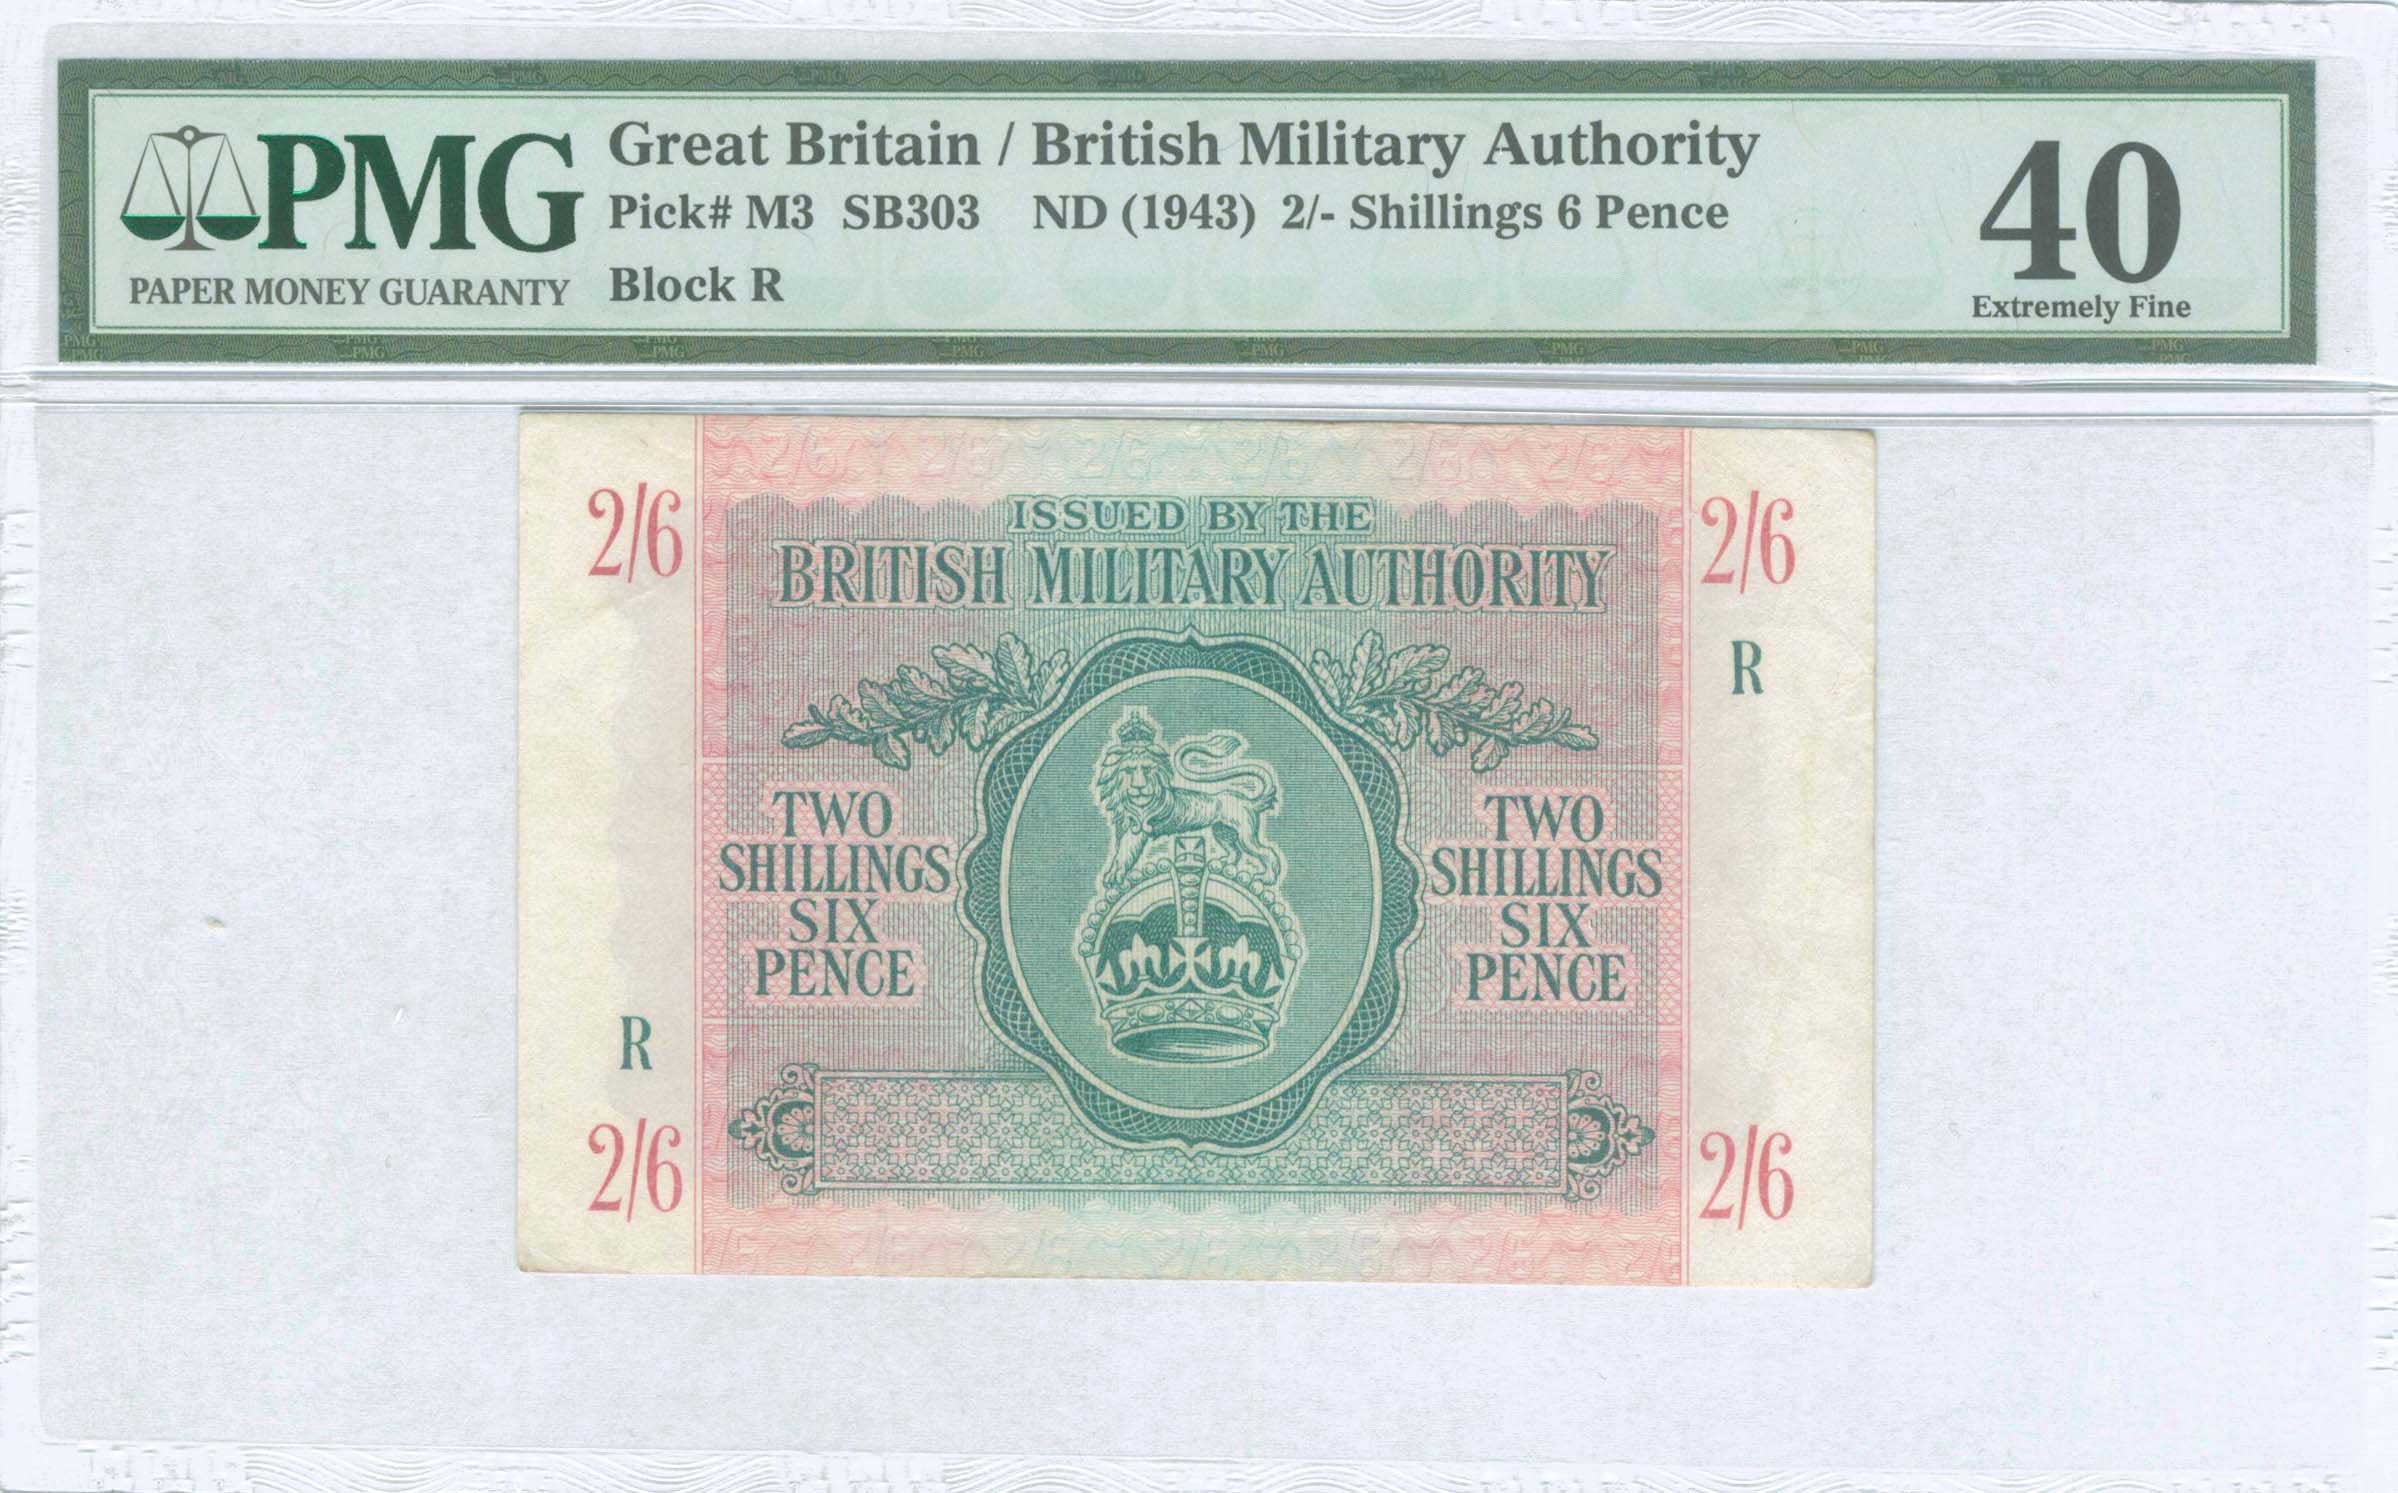 PMG
PAPER MONEY GUARANTY
Great Britain / British Military Authority
Pick# M3 SB303 ND (1943) 2/- Shillings 6 Pence
Block R
40
Extremely Fine
2/6
2/6
ISSUED BY THE
BRITISH MILITARY AUTHORITY
R
TWO
SHILLINGS
SIX
PENCE
TWO
SHILLINGS
SIX
PENCE
R
2/6
2/6